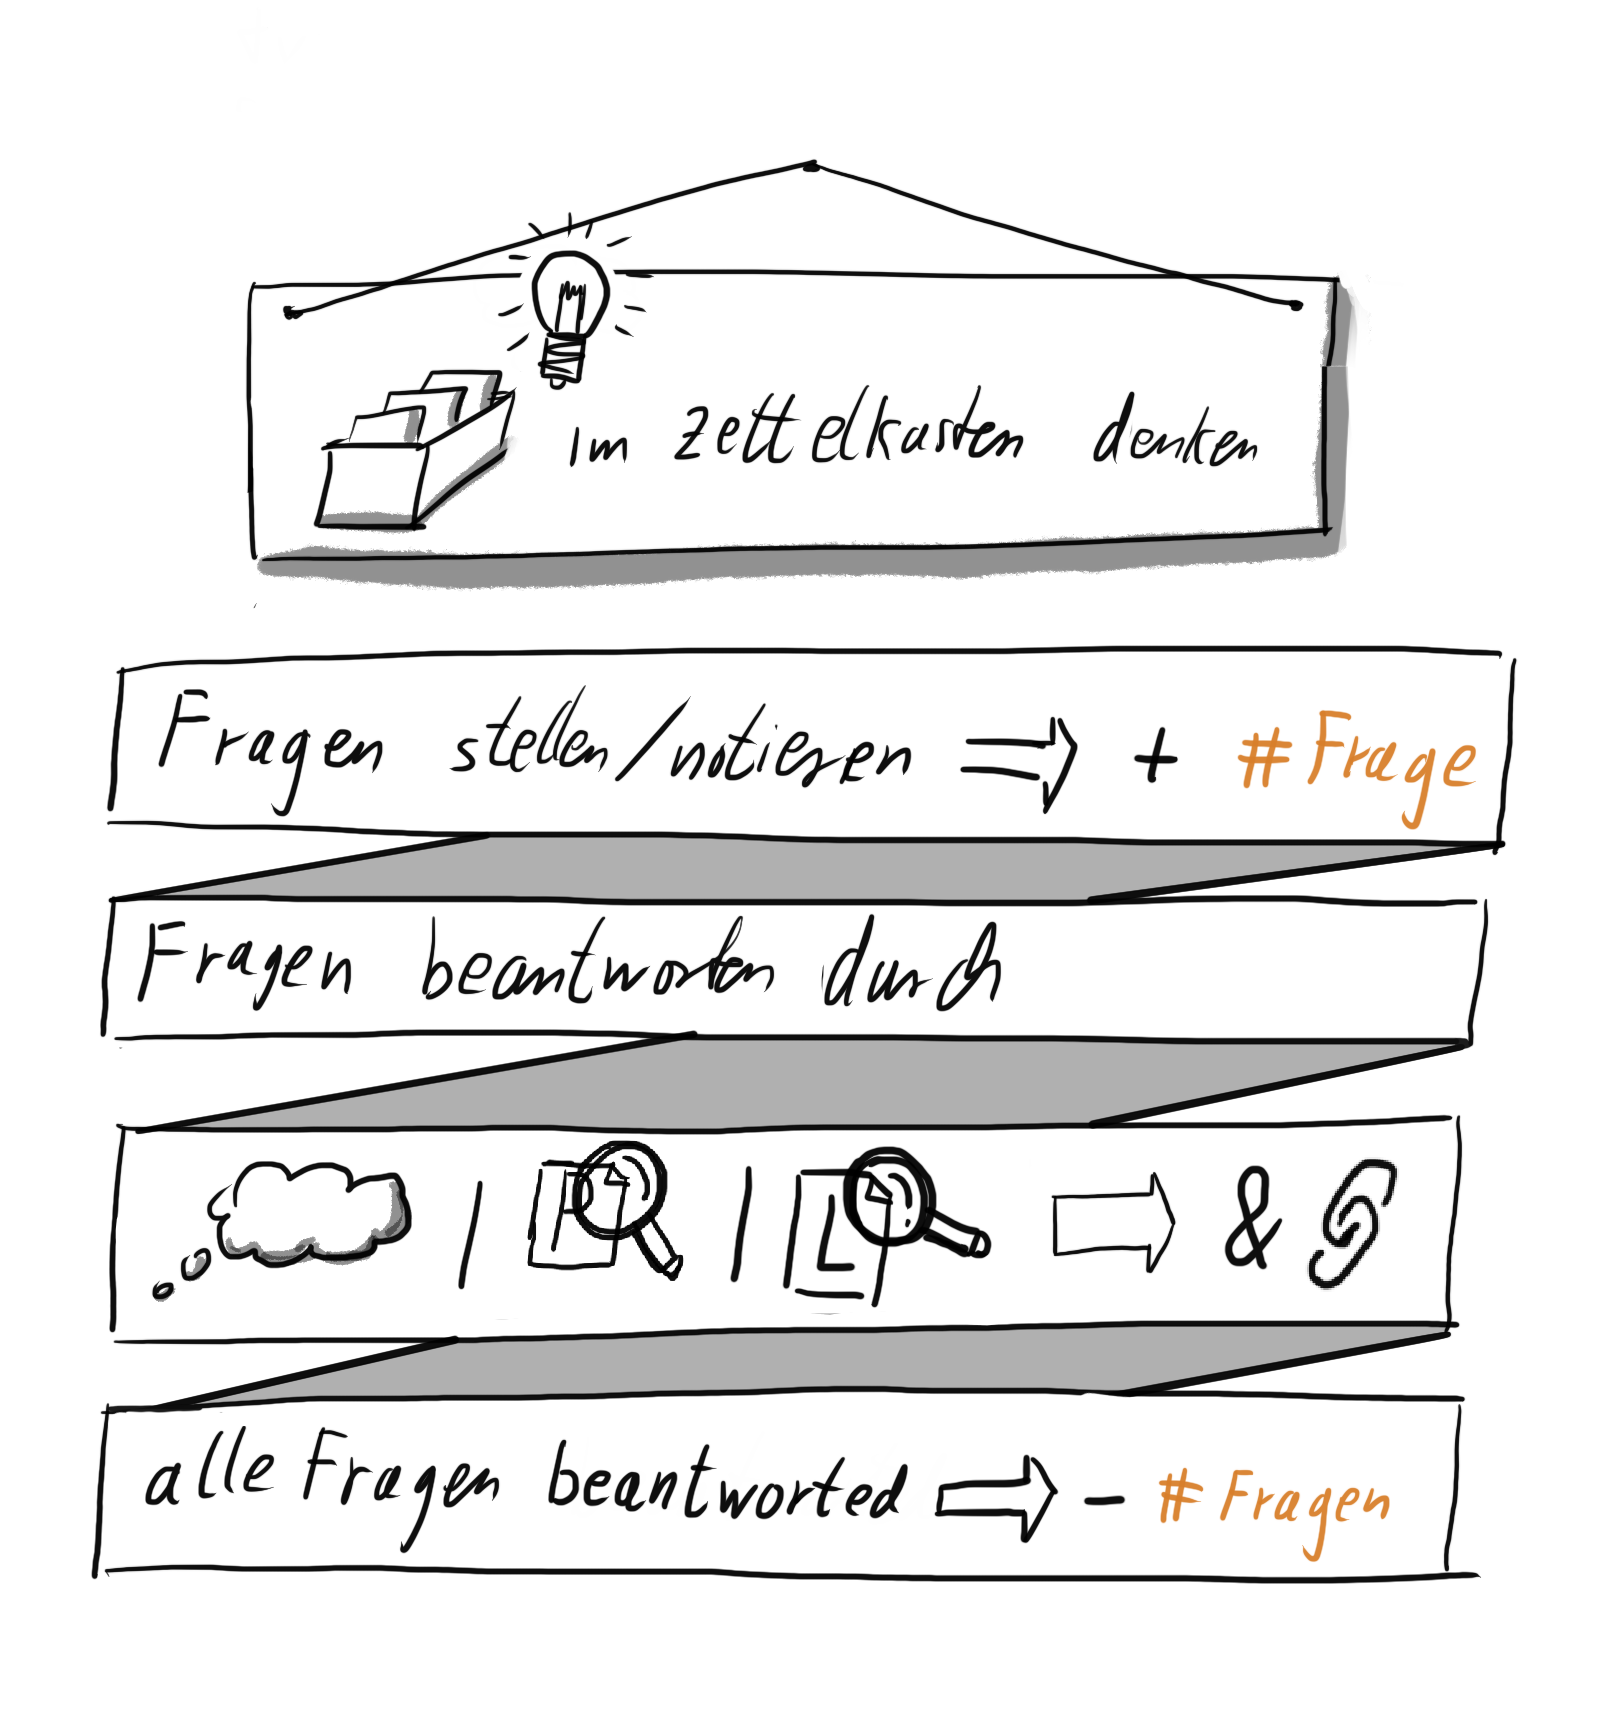 im Zettelkasten denken
Fragen stellen/notieren ⇒ + #Frage
Fragen beantworten durch
| P | L ⇒ &
alle Fragen beantworted ⇒ - #Fragen